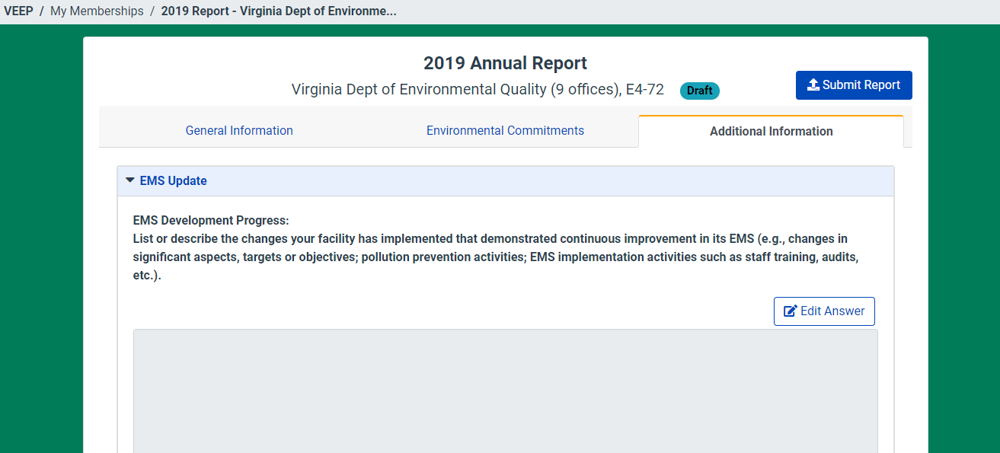 VEEP / My Memberships / 2019 Report - Virginia Dept of Environme...
2019 Annual Report
Virginia Dept of Environmental Quality (9 offices), E4-72 Draft
Submit Report
General Information Environmental Commitments Additional Information
EMS Update
EMS Development Progress:
List or describe the changes your facility has implemented that demonstrated continuous improvement in its EMS (e.g., changes in
significant aspects, targets or objectives; pollution prevention activities; EMS implementation activities such as staff training, audits,
etc.).
Edit Answer